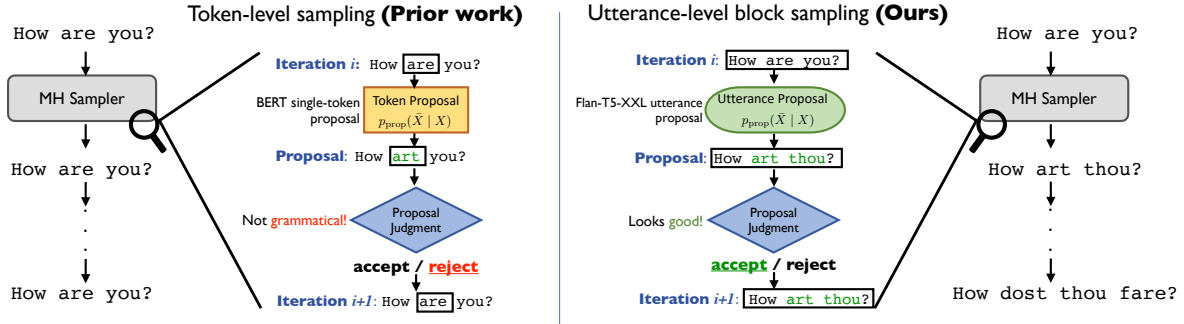 Token-level sampling (Prior work)
How are you?
MH Sampler
How are you?
.
.
.
How are you?
Iteration i: How are you?
BERT single-token
proposal
Token Proposal
p_prop(X̄ | X)
Proposal: How art you?
Not grammatical!
Proposal
Judgment
accept / reject
Iteration i+1: How are you?
Utterance-level block sampling (Ours)
Iteration i: How are you?
Flan-T5-XXL utterance
proposal
Utterance Proposal
p_prop(X̄ | X)
Proposal: How art thou?
Looks good!
Proposal
Judgment
accept / reject
Iteration i+1: How art thou?
How are you?
MH Sampler
How art thou?
.
.
.
How dost thou fare?